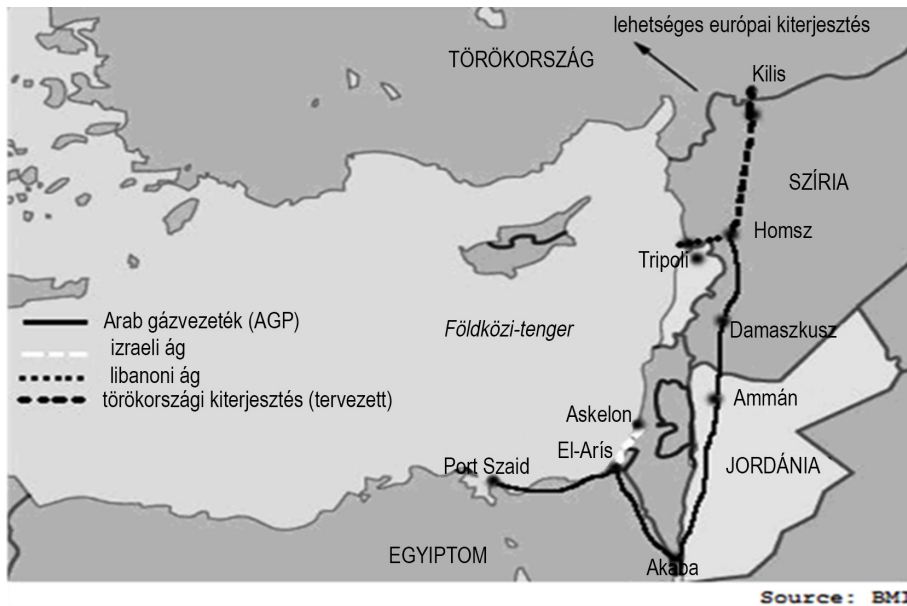 lehetséges európai kiterjesztés
TÖRÖKORSZÁG
Kilis
SZÍRIA
Homsz
Tripoli
Arab gázvezeték (AGP)
izraeli ág
libanoni ág
törökországi kiterjesztés (tervezett)
Földközi-tenger
Damaszkusz
Ammán
Askelon
El-Arís
Port Szaid
JORDÁNIA
EGYIPTOM
Akaba
Source: BMI